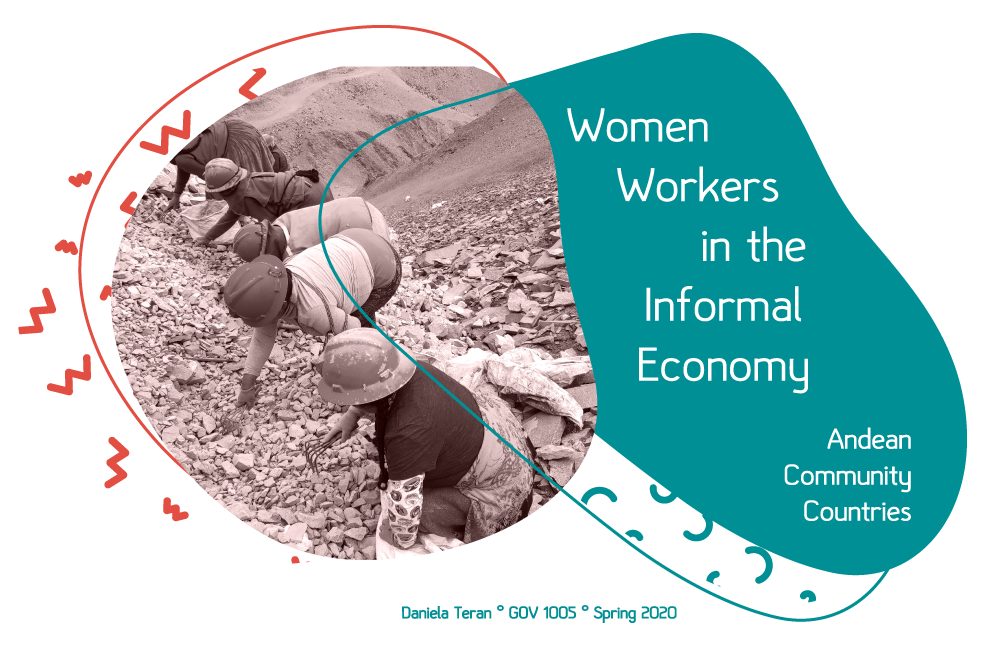 Women
Workers
in the
Informal
Economy
Andean
Community
Countries
Daniela Teran ° GOV 1005 ° Spring 2020